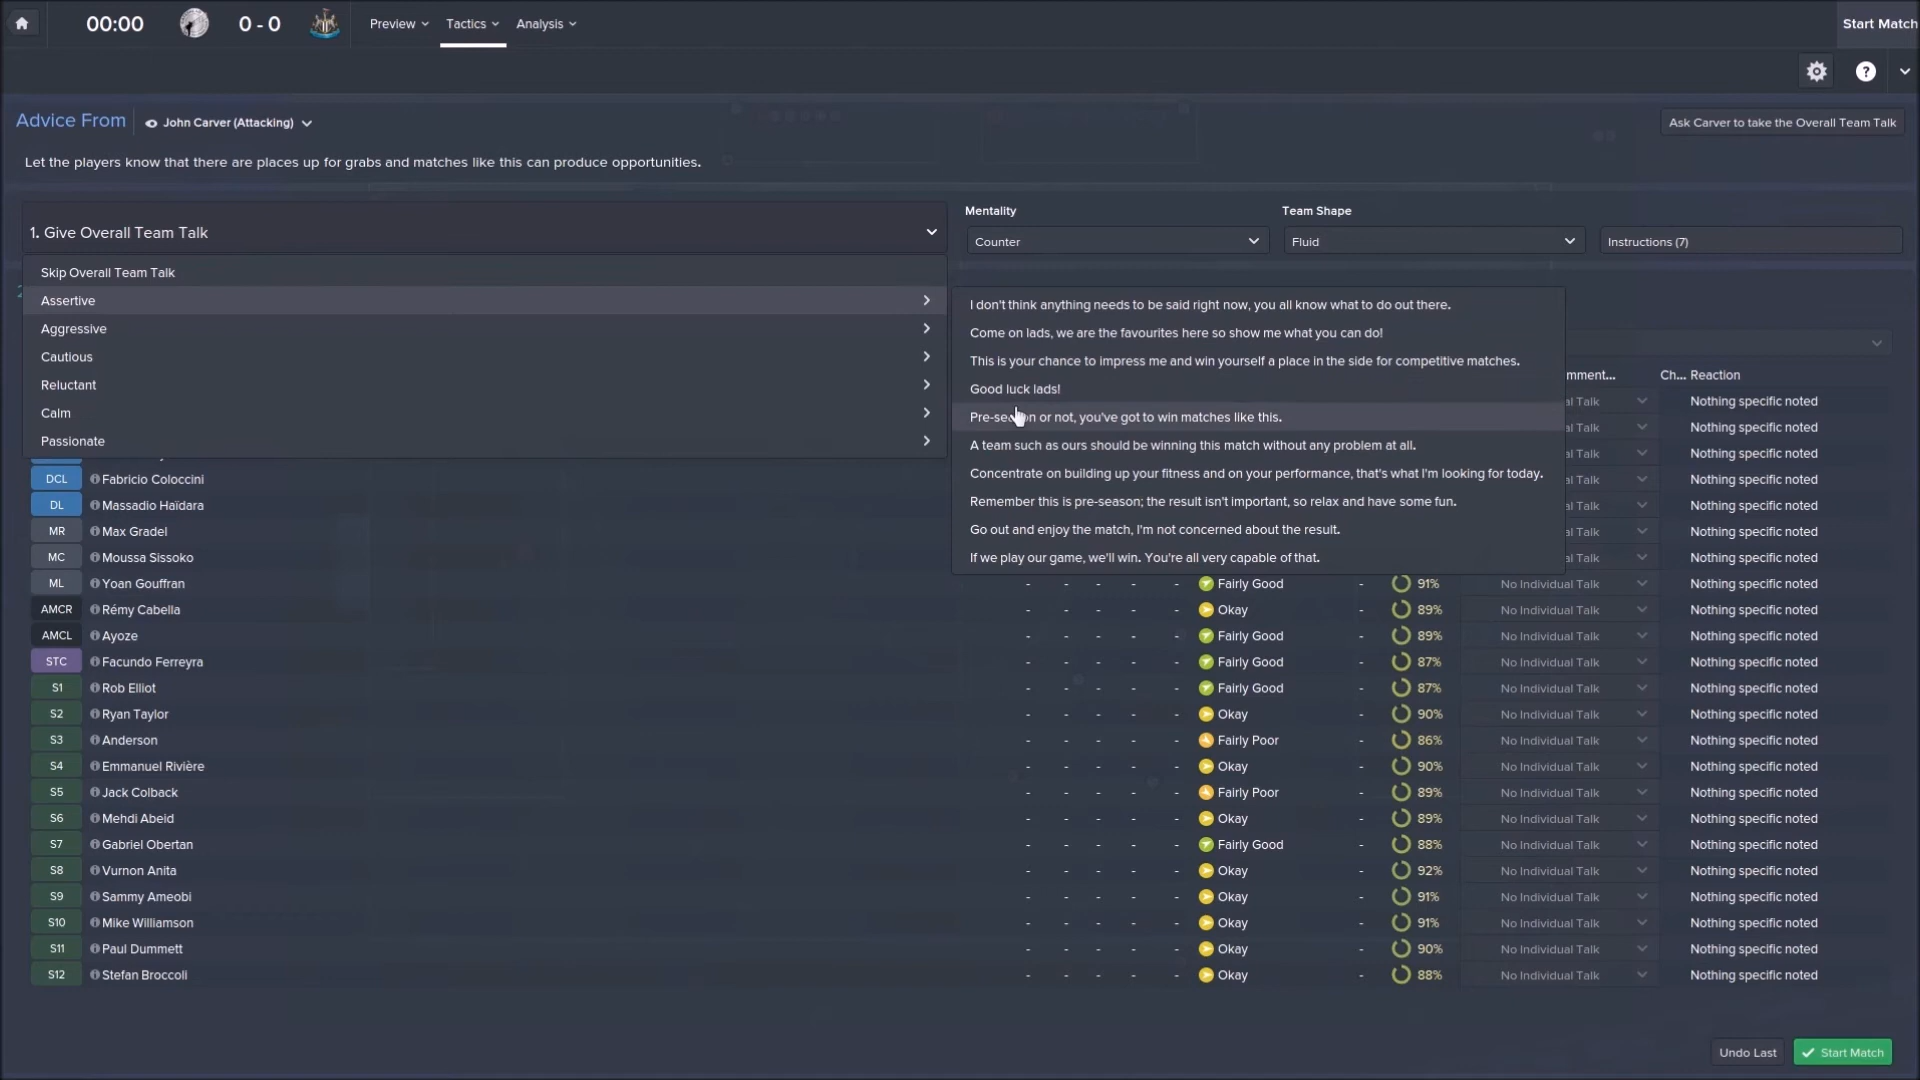 00:00 0 - 0 Preview Tactics Analysis Start Match
?
Advice From John Carver (Attacking) Ask Carver to take the Overall Team Talk
Let the players know that there are places up for grabs and matches like this can produce opportunities.
Mentality Team Shape
1. Give Overall Team Talk Counter Fluid Instructions (7)
Skip Overall Team Talk
Assertive
Aggressive
Cautious
Reluctant
Calm
Passionate
I don't think anything needs to be said right now, you all know what to do out there.
Come on lads, we are the favourites here so show me what you can do!
This is your chance to impress me and win yourself a place in the side for competitive matches.
Good luck lads!
or not, you've got to win matches like this.
A team such as ours should be winning this match without any problem at all.
Concentrate on building up your fitness and on your performance, that's what I'm looking for today.
Remember this is pre-season; the result isn't important, so relax and have some fun.
Go out and enjoy the match, I'm not concerned about the result.
If we play our game, we'll win. You're all very capable of that.
mment... Ch... Reaction
al Talk Nothing specific noted
al Talk Nothing specific noted
al Talk Nothing specific noted
DCL Fabricio Coloccini al Talk Nothing specific noted
DL Massadio Haïdara al Talk Nothing specific noted
MR Max Gradel al Talk Nothing specific noted
MC Moussa Sissoko al Talk Nothing specific noted
ML Yoan Gouffran - - - - - Fairly Good - 91% No Individual Talk Nothing specific noted
AMCR Rémy Cabella - - - - - Okay - 89% No Individual Talk Nothing specific noted
AMCL Ayoze - - - - - Fairly Good - 89% No Individual Talk Nothing specific noted
STC Facundo Ferreyra - - - - - Fairly Good - 87% No Individual Talk Nothing specific noted
S1 Rob Elliot - - - - - Fairly Good - 87% No Individual Talk Nothing specific noted
S2 Ryan Taylor - - - - - Okay - 90% No Individual Talk Nothing specific noted
S3 Anderson - - - - - Fairly Poor - 86% No Individual Talk Nothing specific noted
S4 Emmanuel Rivière - - - - - Okay - 90% No Individual Talk Nothing specific noted
S5 Jack Colback - - - - - Fairly Poor - 89% No Individual Talk Nothing specific noted
S6 Mehdi Abeid - - - - - Okay - 89% No Individual Talk Nothing specific noted
S7 Gabriel Obertan - - - - - Fairly Good - 88% No Individual Talk Nothing specific noted
S8 Vurnon Anita - - - - - Okay - 92% No Individual Talk Nothing specific noted
S9 Sammy Ameobi - - - - - Okay - 91% No Individual Talk Nothing specific noted
S10 Mike Williamson - - - - - Okay - 91% No Individual Talk Nothing specific noted
S11 Paul Dummett - - - - - Okay - 90% No Individual Talk Nothing specific noted
S12 Stefan Broccoli - - - - - Okay - 88% No Individual Talk Nothing specific noted
Undo Last Start Match